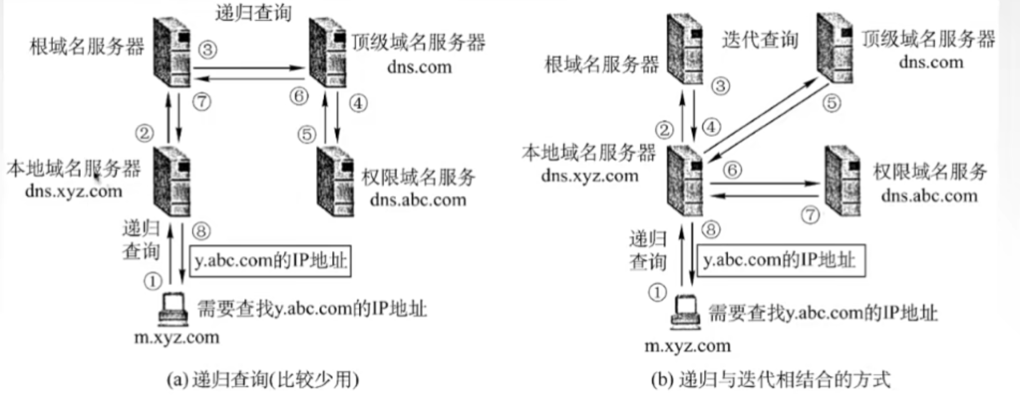 递归查询
根域名服务器
③
顶级域名服务器
dns.com
⑦
⑥
④
②
⑤
本地域名服务器
dns.xyz.com
权限域名服务
dns.abc.com
递归
查询
⑧
y.abc.com的IP地址
①
需要查找y.abc.com的IP地址
m.xyz.com
(a) 递归查询(比较少用)
迭代查询
顶级域名服务器
dns.com
根域名服务器
③
⑤
②
④
本地域名服务器
dns.xyz.com
⑥
权限域名服务
dns.abc.com
⑦
递归
查询
⑧
y.abc.com的IP地址
①
需要查找y.abc.com的IP地址
m.xyz.com
(b) 递归与迭代相结合的方式